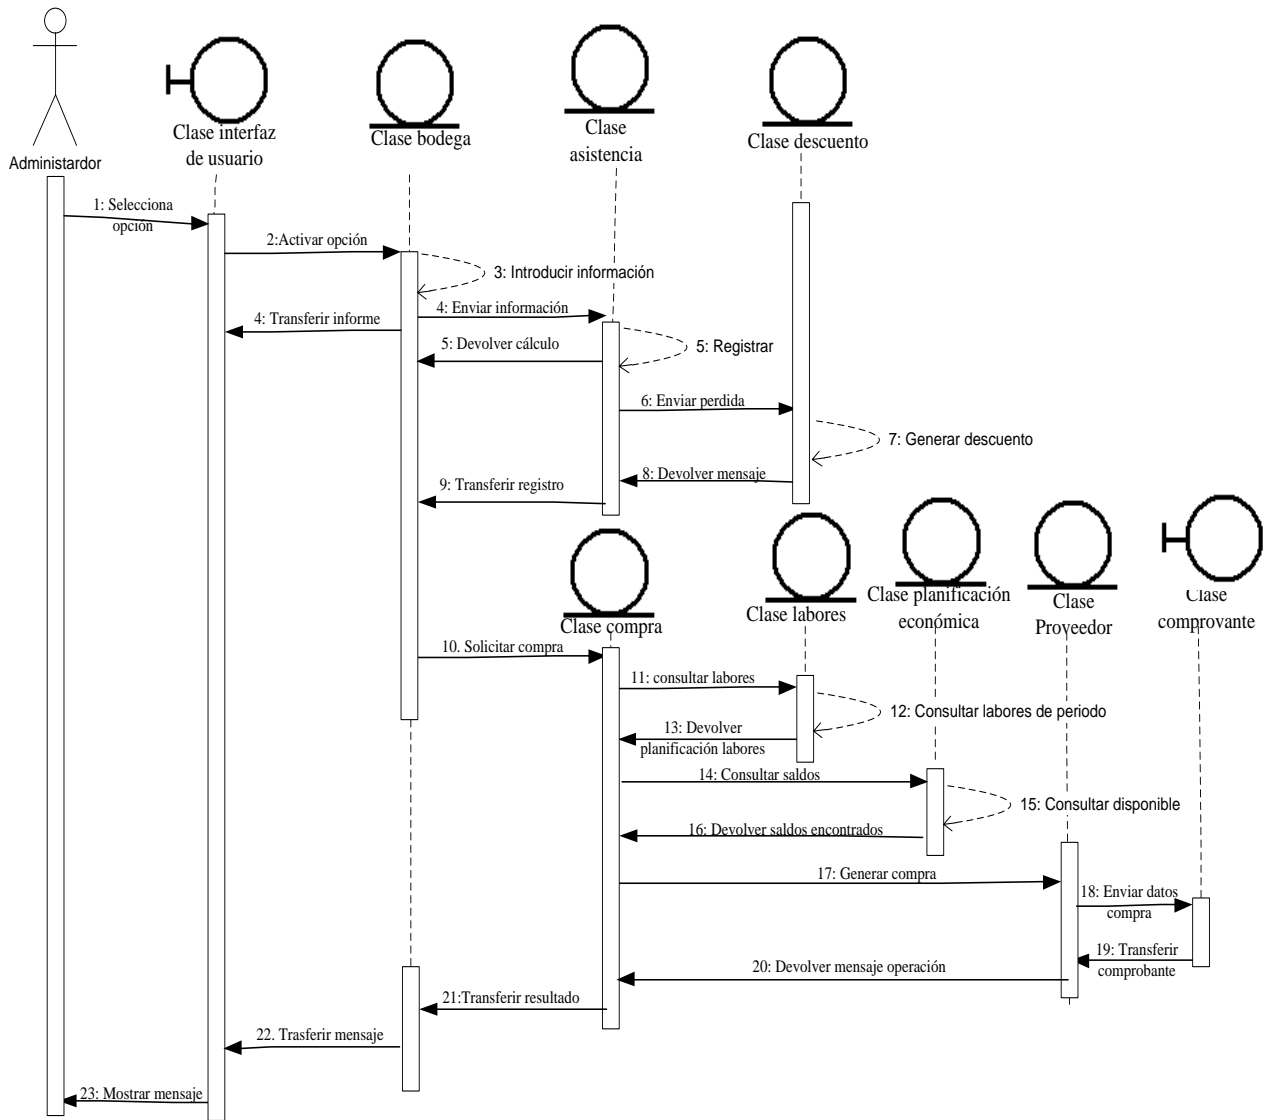 Administardor
Clase interfaz
de usuario
Clase bodega
Clase
asistencia
Clase descuento
1: Selecciona
opción
2:Activar opción
3: Introducir información
4: Enviar información
4: Transferir informe
5: Devolver cálculo
5: Registrar
6: Enviar perdida
7: Generar descuento
8: Devolver mensaje
9: Transferir registro
Clase compra
Clase labores
Clase planificación
económica
Clase
Proveedor
Clase
comprovante
10. Solicitar compra
11: consultar labores
12: Consultar labores de periodo
13: Devolver
planificación labores
14: Consultar saldos
15: Consultar disponible
16: Devolver saldos encontrados
17: Generar compra
18: Enviar datos
compra
19: Transferir
comprobante
20: Devolver mensaje operación
21:Transferir resultado
22. Trasferir mensaje
23: Mostrar mensaje